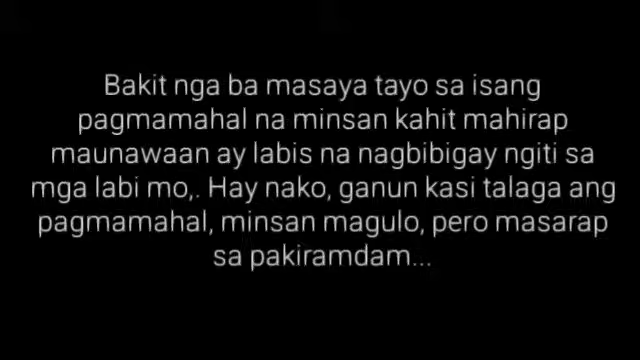 Bakit nga ba masaya tayo sa isang
pagmamahal na minsan kahit mahirap
maunawaan ay labis na nagbibigay ngiti sa
mga labi mo,. Hay nako, ganun kasi talaga ang
pagmamahal, minsan magulo, pero masarap
sa pakiramdam...